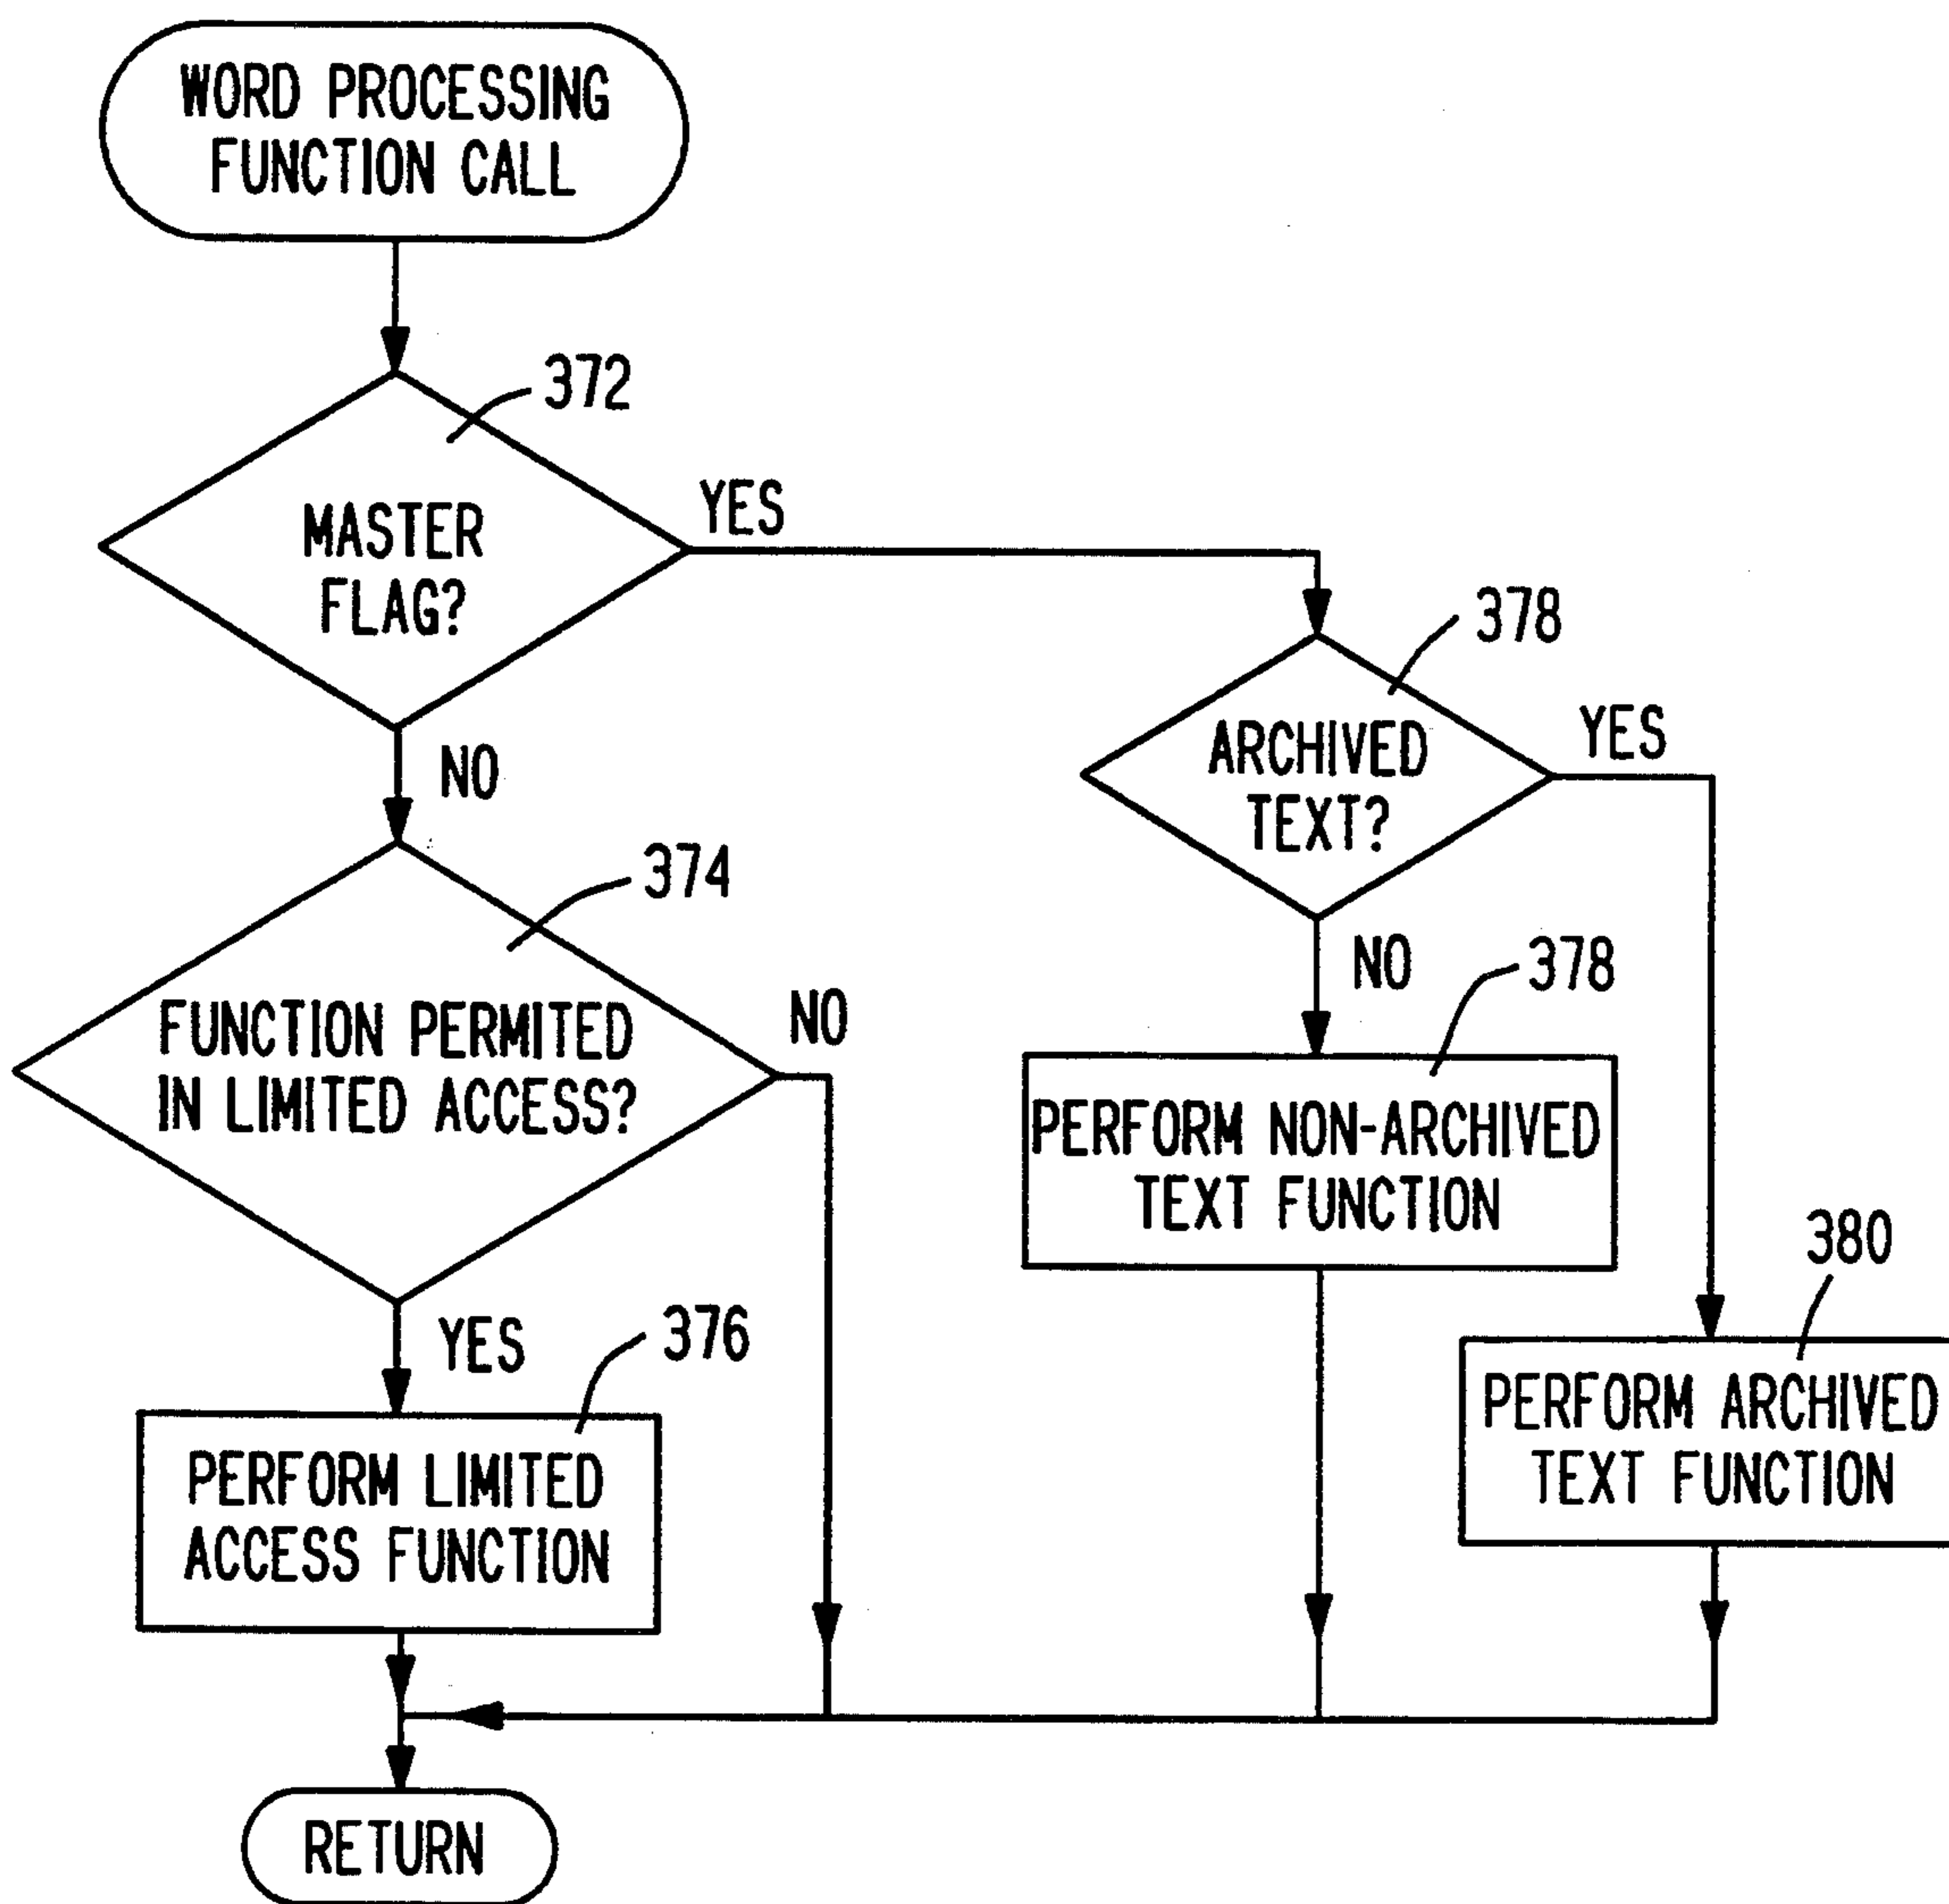 WORD PROCESSING
FUNCTION CALL
372
MASTER
FLAG?
YES
NO
378
ARCHIVED
TEXT?
YES
NO
374
FUNCTION PERMITED
IN LIMITED ACCESS?
NO
YES
378
PERFORM NON-ARCHIVED
TEXT FUNCTION
376
PERFORM LIMITED
ACCESS FUNCTION
380
PERFORM ARCHIVED
TEXT FUNCTION
RETURN